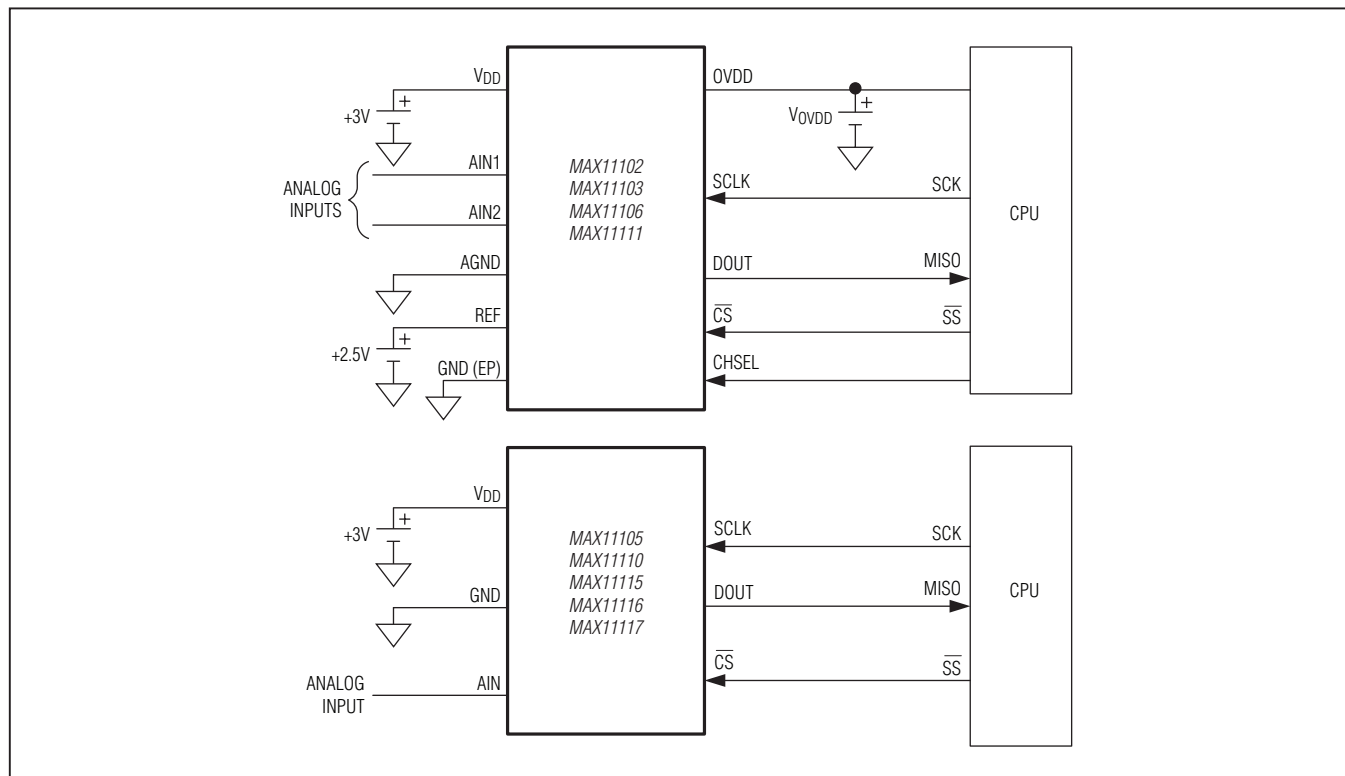 VDD
+
+3V
AIN1
ANALOG
INPUTS
AIN2
AGND
REF
+
+2.5V
GND (EP)
MAX11102
MAX11103
MAX11106
MAX11111
OVDD
+
VOVDD
SCLK
SCK
DOUT
MISO
CS
SS
CHSEL
CPU
VDD
+
+3V
GND
ANALOG
INPUT
AIN
MAX11105
MAX11110
MAX11115
MAX11116
MAX11117
SCLK
SCK
DOUT
MISO
CS
SS
CPU